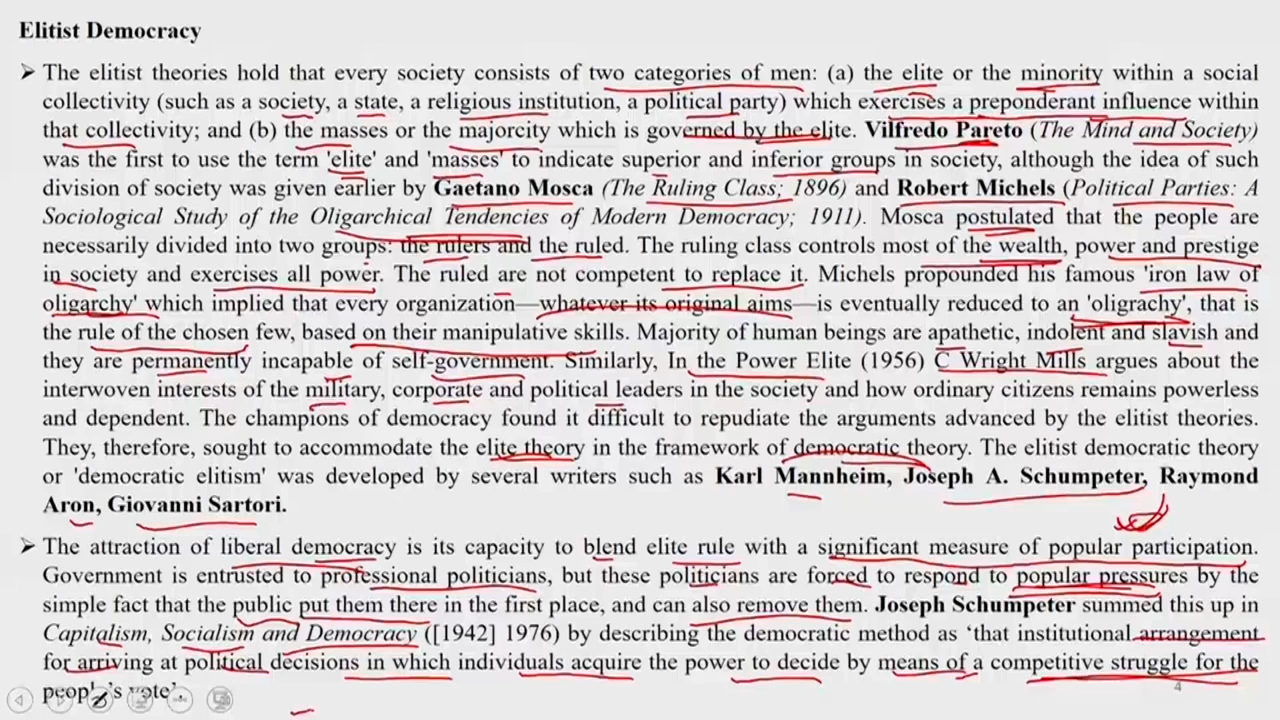 Elitist Democracy
➢ The elitist theories hold that every society consists of two categories of men: (a) the elite or the minority within a social
collectivity (such as a society, a state, a religious institution, a political party) which exercises a preponderant influence within
that collectivity; and (b) the masses or the majorcity which is governed by the elite. Vilfredo Pareto (The Mind and Society)
was the first to use the term 'elite' and 'masses' to indicate superior and inferior groups in society, although the idea of such
division of society was given earlier by Gaetano Mosca (The Ruling Class; 1896) and Robert Michels (Political Parties: A
Sociological Study of the Oligarchical Tendencies of Modern Democracy; 1911). Mosca postulated that the people are
necessarily divided into two groups: the rulers and the ruled. The ruling class controls most of the wealth, power and prestige
in society and exercises all power. The ruled are not competent to replace it. Michels propounded his famous 'iron law of
oligarchy' which implied that every organization—whatever its original aims—is eventually reduced to an 'oligrachy', that is
the rule of the chosen few, based on their manipulative skills. Majority of human beings are apathetic, indolent and slavish and
they are permanently incapable of self-government. Similarly, In the Power Elite (1956) C Wright Mills argues about the
interwoven interests of the military, corporate and political leaders in the society and how ordinary citizens remains powerless
and dependent. The champions of democracy found it difficult to repudiate the arguments advanced by the elitist theories.
They, therefore, sought to accommodate the elite theory in the framework of democratic theory. The elitist democratic theory
or 'democratic elitism' was developed by several writers such as Karl Mannheim, Joseph A. Schumpeter, Raymond
Aron, Giovanni Sartori.
➢ The attraction of liberal democracy is its capacity to blend elite rule with a significant measure of popular participation.
Government is entrusted to professional politicians, but these politicians are forced to respond to popular pressures by the
simple fact that the public put them there in the first place, and can also remove them. Joseph Schumpeter summed this up in
Capitalism, Socialism and Democracy ([1942] 1976) by describing the democratic method as ‘that institutional arrangement
for arriving at political decisions in which individuals acquire the power to decide by means of a competitive struggle for the
people's vote’.
4